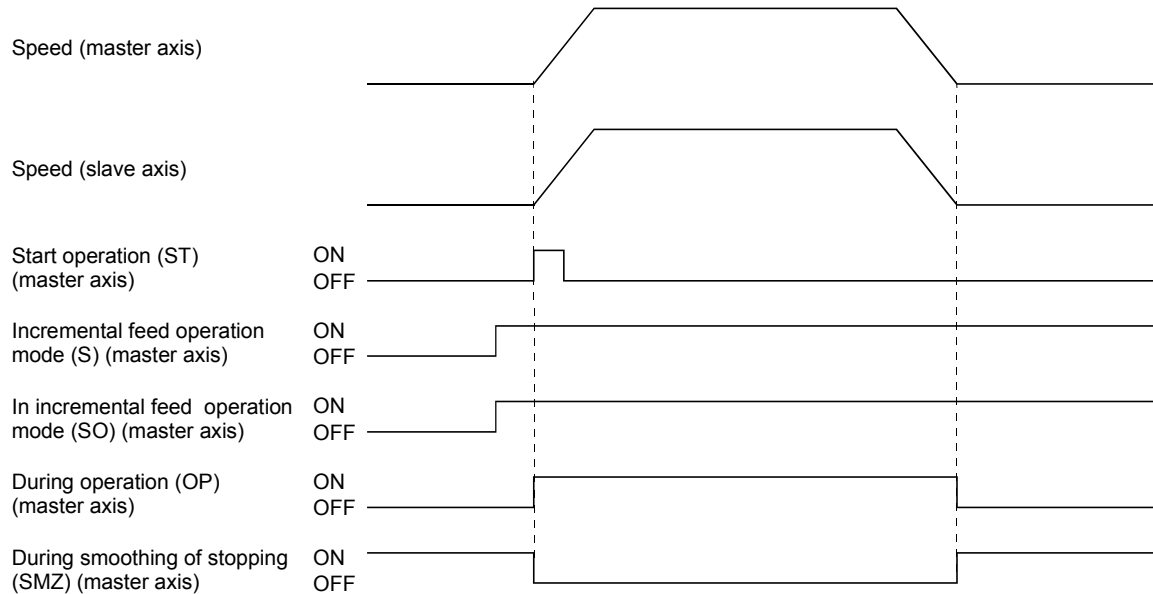 Speed (master axis)
Speed (slave axis)
Start operation (ST)
(master axis)
ON
OFF
Incremental feed operation
mode (S) (master axis)
ON
OFF
In incremental feed operation
mode (SO) (master axis)
ON
OFF
During operation (OP)
(master axis)
ON
OFF
During smoothing of stopping
(SMZ) (master axis)
ON
OFF